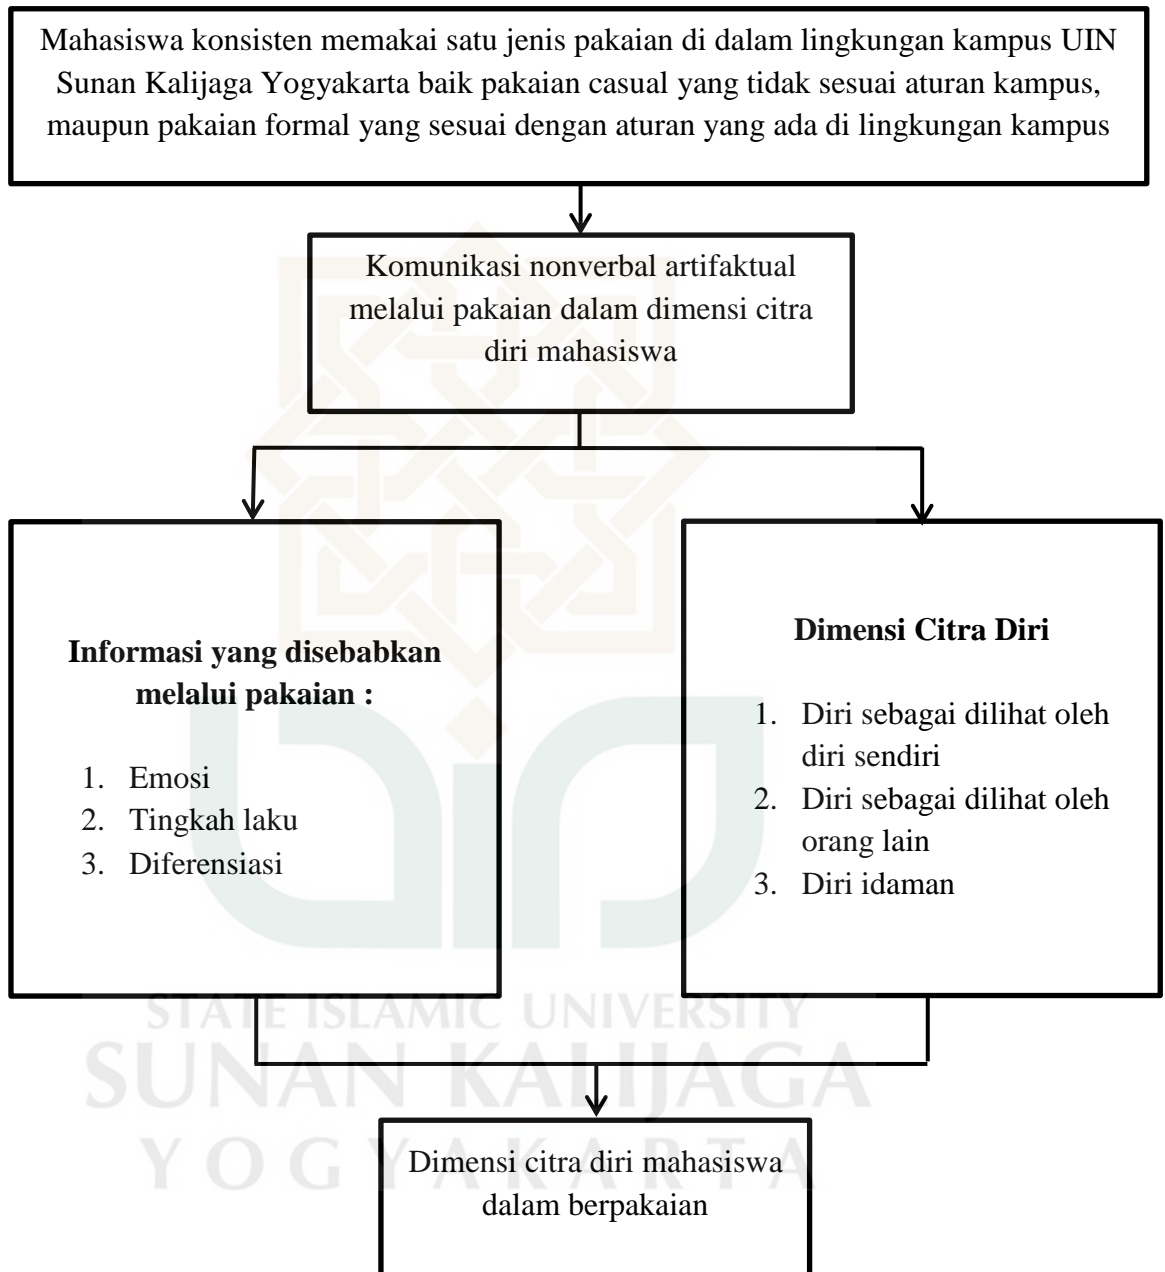 Mahasiswa konsisten memakai satu jenis pakaian di dalam lingkungan kampus UIN
Sunan Kalijaga Yogyakarta baik pakaian casual yang tidak sesuai aturan kampus,
maupun pakaian formal yang sesuai dengan aturan yang ada di lingkungan kampus
Komunikasi nonverbal artifaktual
melalui pakaian dalam dimensi citra
diri mahasiswa
Informasi yang disebabkan
melalui pakaian :
1. Emosi
2. Tingkah laku
3. Diferensiasi
Dimensi Citra Diri
1. Diri sebagai dilihat oleh
diri sendiri
2. Diri sebagai dilihat oleh
orang lain
3. Diri idaman
STATE ISLAMIC UNIVERSITY
SUNAN KALIJAGA
YOGYAKARTA
Dimensi citra diri mahasiswa
dalam berpakaian